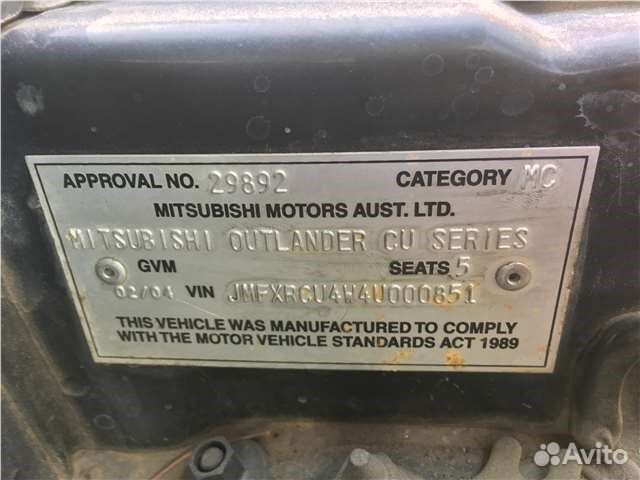 APPROVAL NO. 29892 CATEGORY MC
MITSUBISHI MOTORS AUST. LTD.
MITSUBISHI OUTLANDER CU SERIES
GVM SEATS 5
02/04 VIN JMFXRCU4W4U000851
THIS VEHICLE WAS MANUFACTURED TO COMPLY
WITH THE MOTOR VEHICLE STANDARDS ACT 1989
Avito